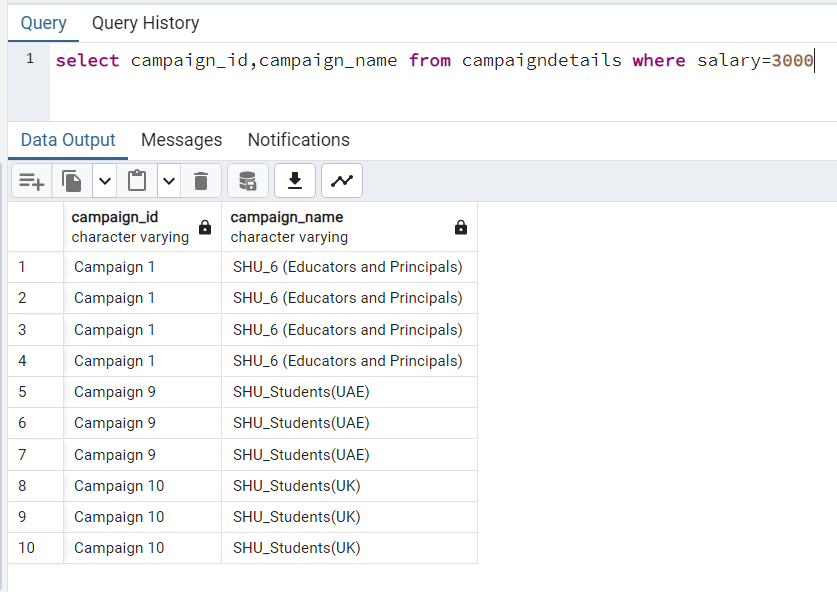 Query Query History
1 select campaign_id,campaign_name from campaigndetails where salary=3000
Data Output Messages Notifications
campaign_id campaign_name
character varying character varying
1 Campaign 1 SHU_6 (Educators and Principals)
2 Campaign 1 SHU_6 (Educators and Principals)
3 Campaign 1 SHU_6 (Educators and Principals)
4 Campaign 1 SHU_6 (Educators and Principals)
5 Campaign 9 SHU_Students(UAE)
6 Campaign 9 SHU_Students(UAE)
7 Campaign 9 SHU_Students(UAE)
8 Campaign 10 SHU_Students(UK)
9 Campaign 10 SHU_Students(UK)
10 Campaign 10 SHU_Students(UK)